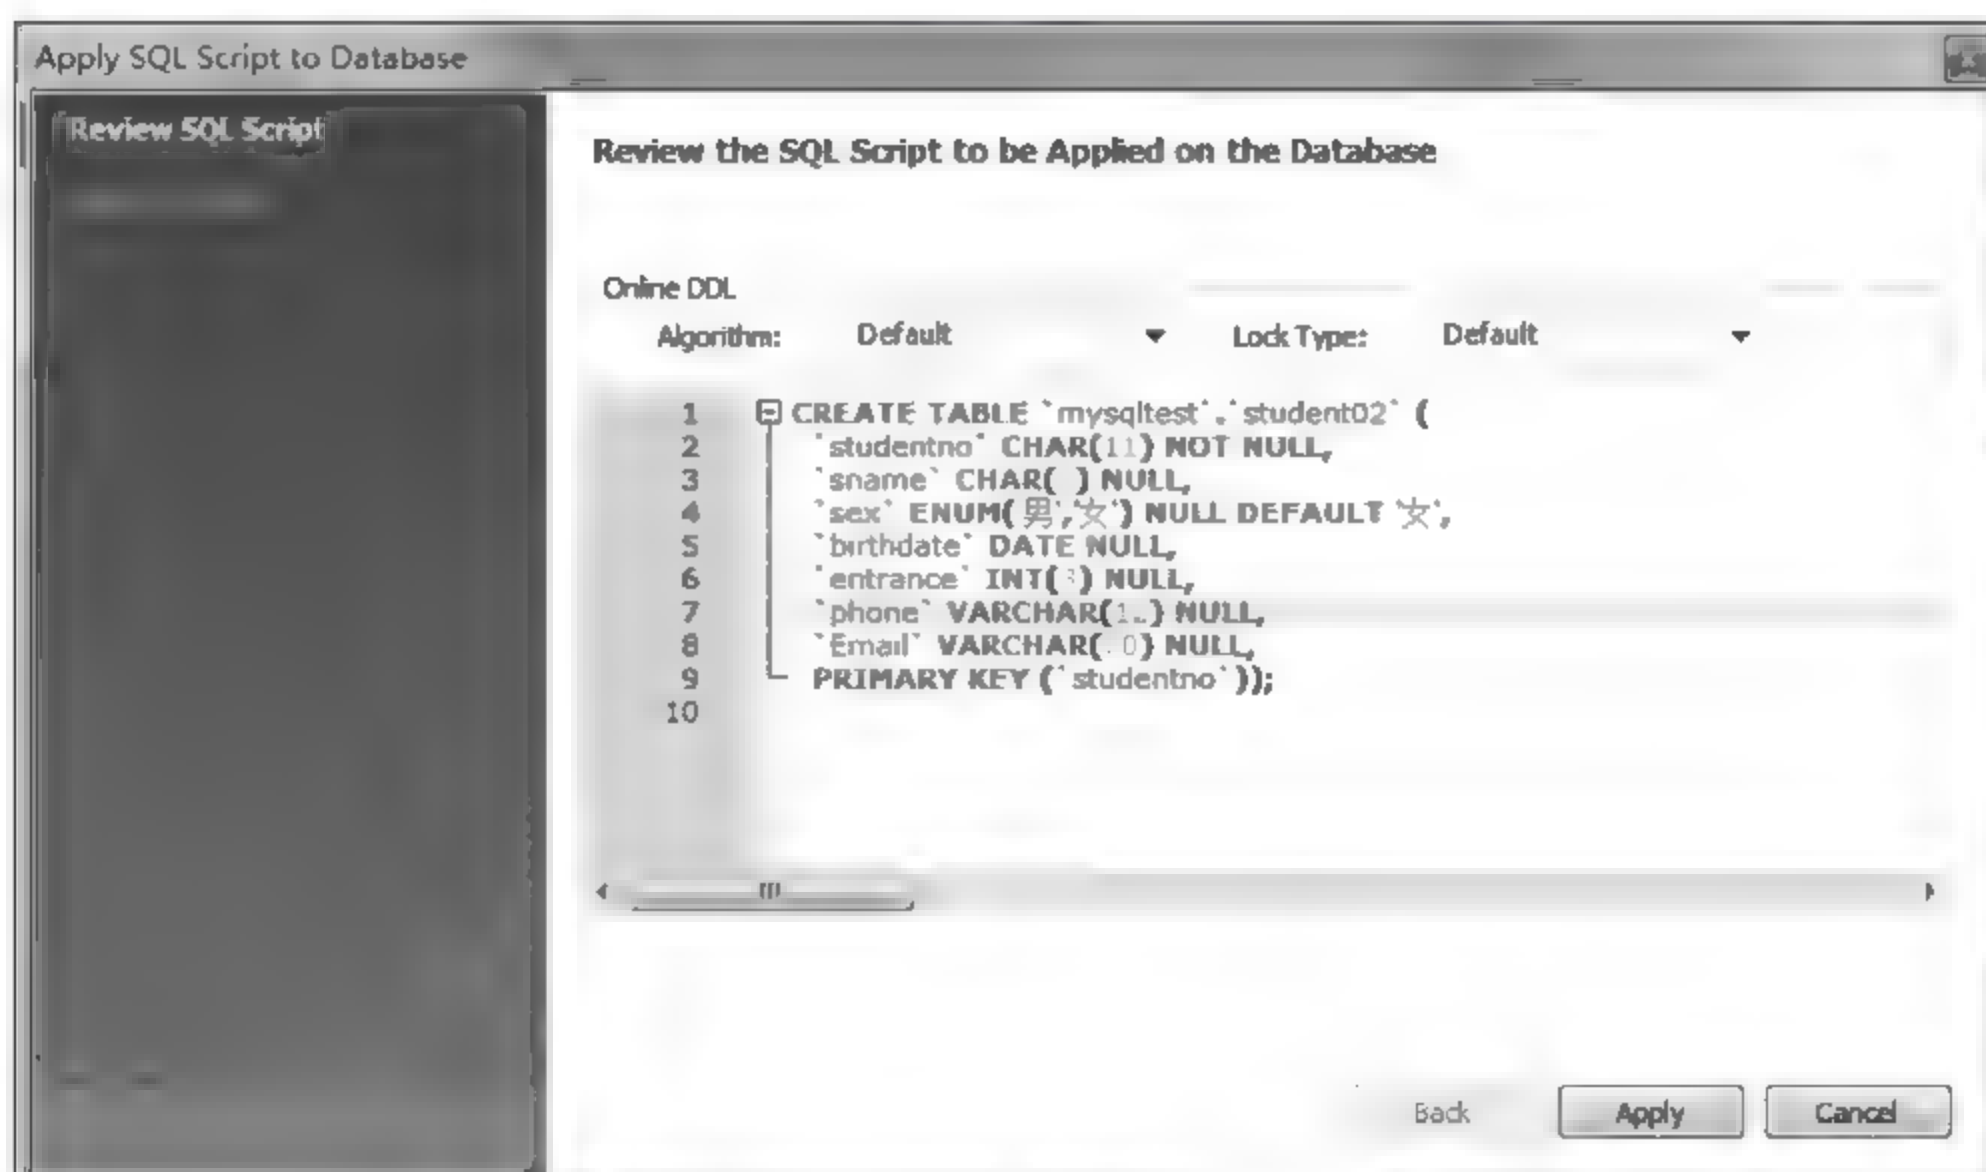 Apply SQL Script to Database
Review SQL Script
Review the SQL Script to be Applied on the Database
Online DDL
Algorithm: Default Lock Type: Default
1 CREATE TABLE `mysqltest`.`student02` (
2 `studentno` CHAR(11) NOT NULL,
3 `sname` CHAR( ) NULL,
4 `sex` ENUM('男','女') NULL DEFAULT '女',
5 `birthdate` DATE NULL,
6 `entrance` INT( ) NULL,
7 `phone` VARCHAR( ) NULL,
8 `Email` VARCHAR( ) NULL,
9 PRIMARY KEY (`studentno`));
10
Back Apply Cancel